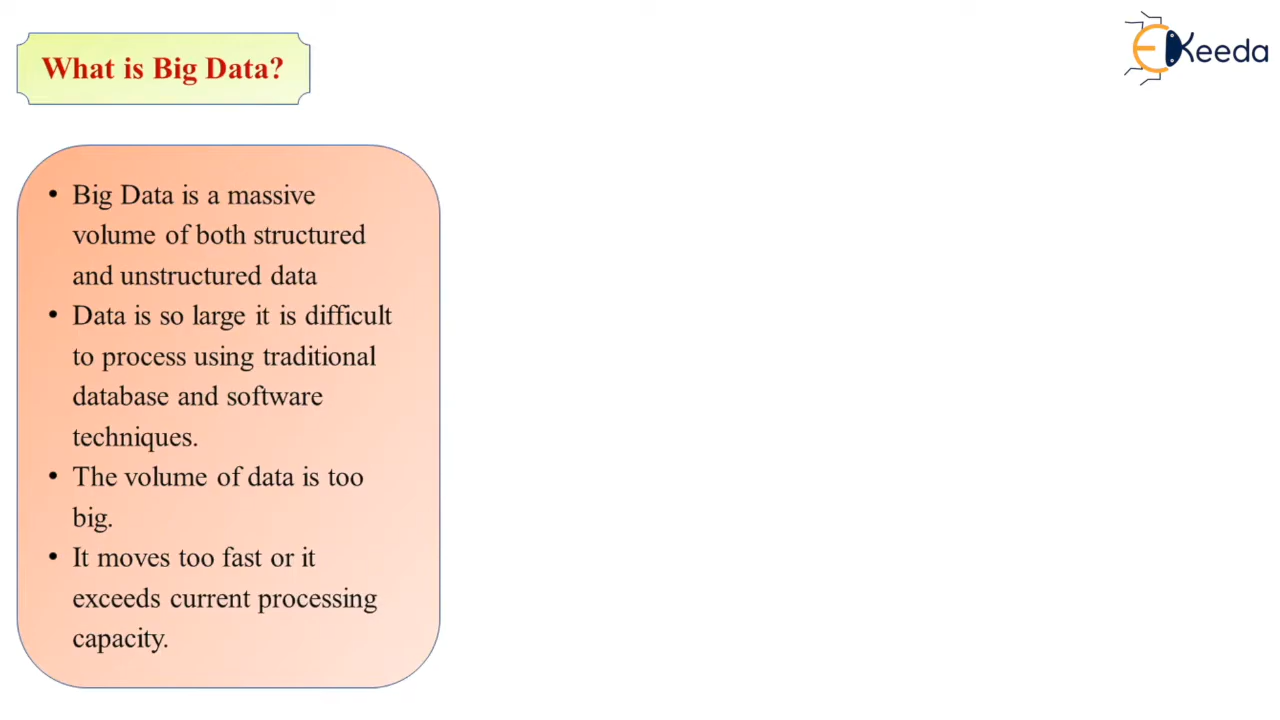 What is Big Data?
EKeeda
• Big Data is a massive
volume of both structured
and unstructured data
• Data is so large it is difficult
to process using traditional
database and software
techniques.
• The volume of data is too
big.
• It moves too fast or it
exceeds current processing
capacity.